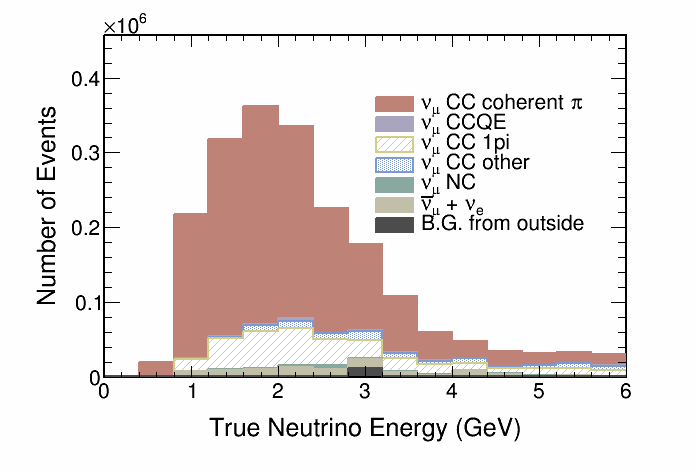 ×10⁶
0.4
0.3
0.2
0.1
0
Number of Events
ν_μ CC coherent π
ν_μ CCQE
ν_μ CC 1pi
ν_μ CC other
ν_μ NC
ν̅_μ + ν_e
B.G. from outside
0 1 2 3 4 5 6
True Neutrino Energy (GeV)